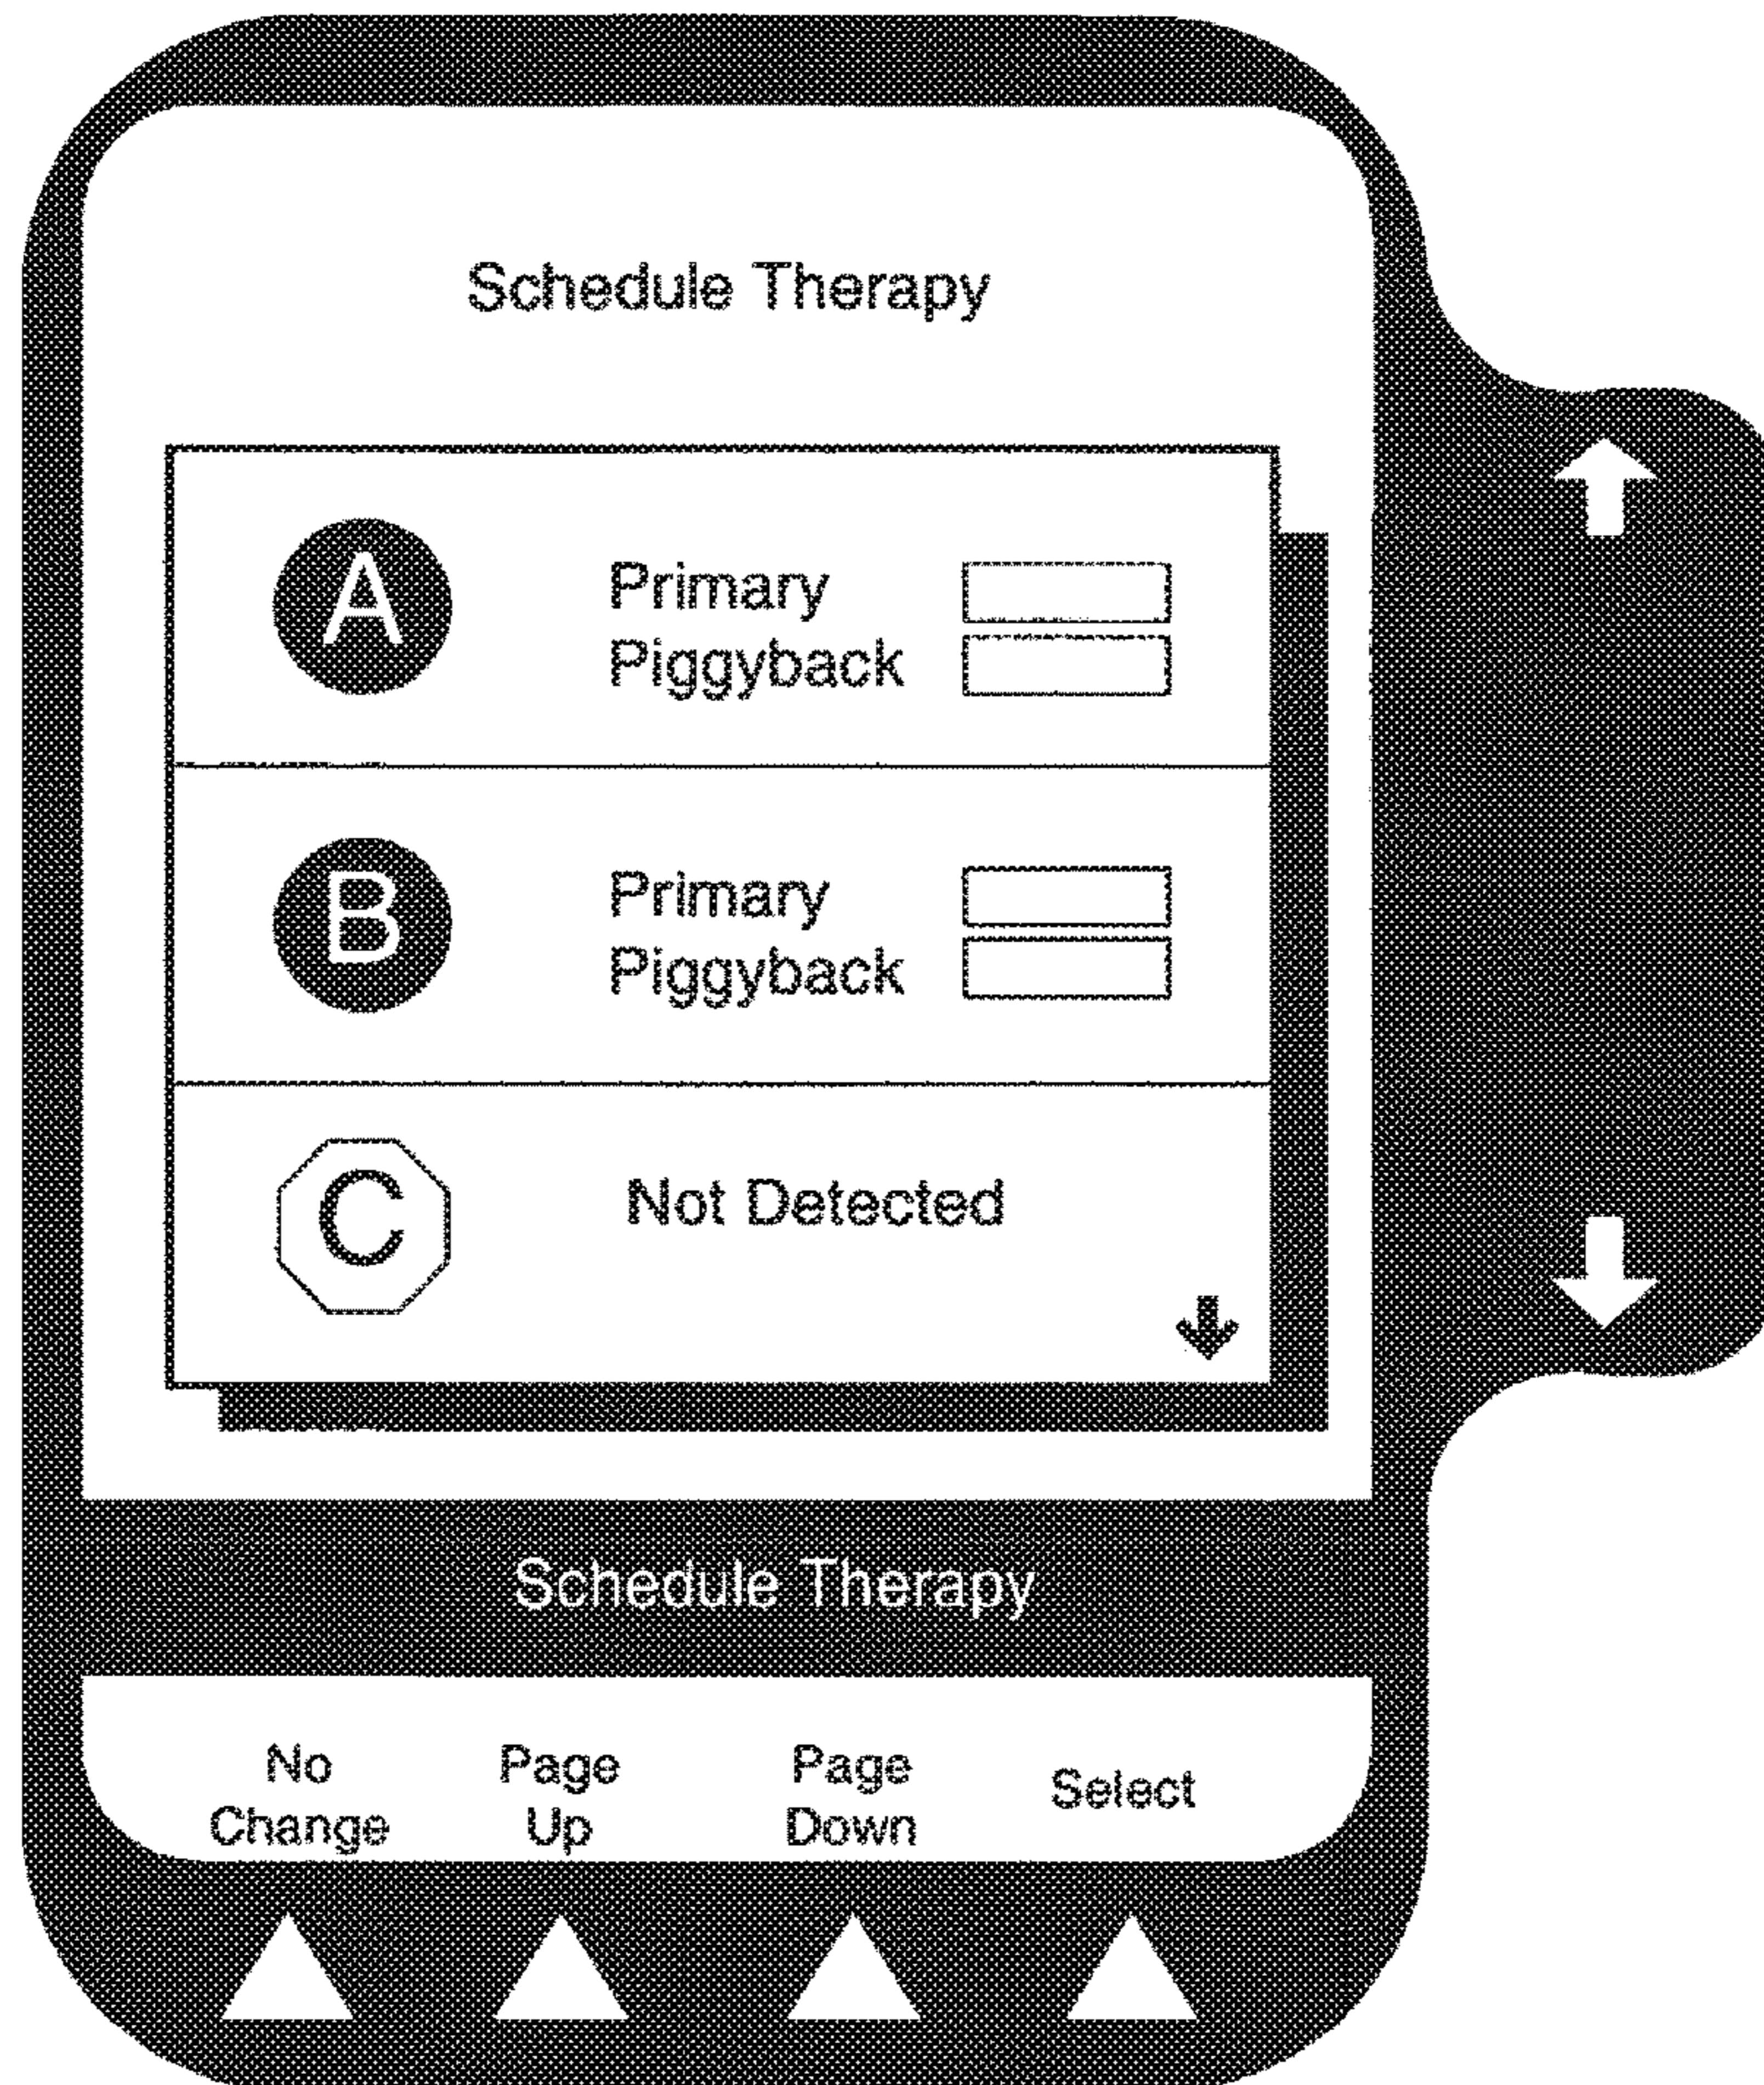 Schedule Therapy
A
Primary
Piggyback
B
Primary
Piggyback
C
Not Detected
Schedule Therapy
No
Change
Page
Up
Page
Down
Select